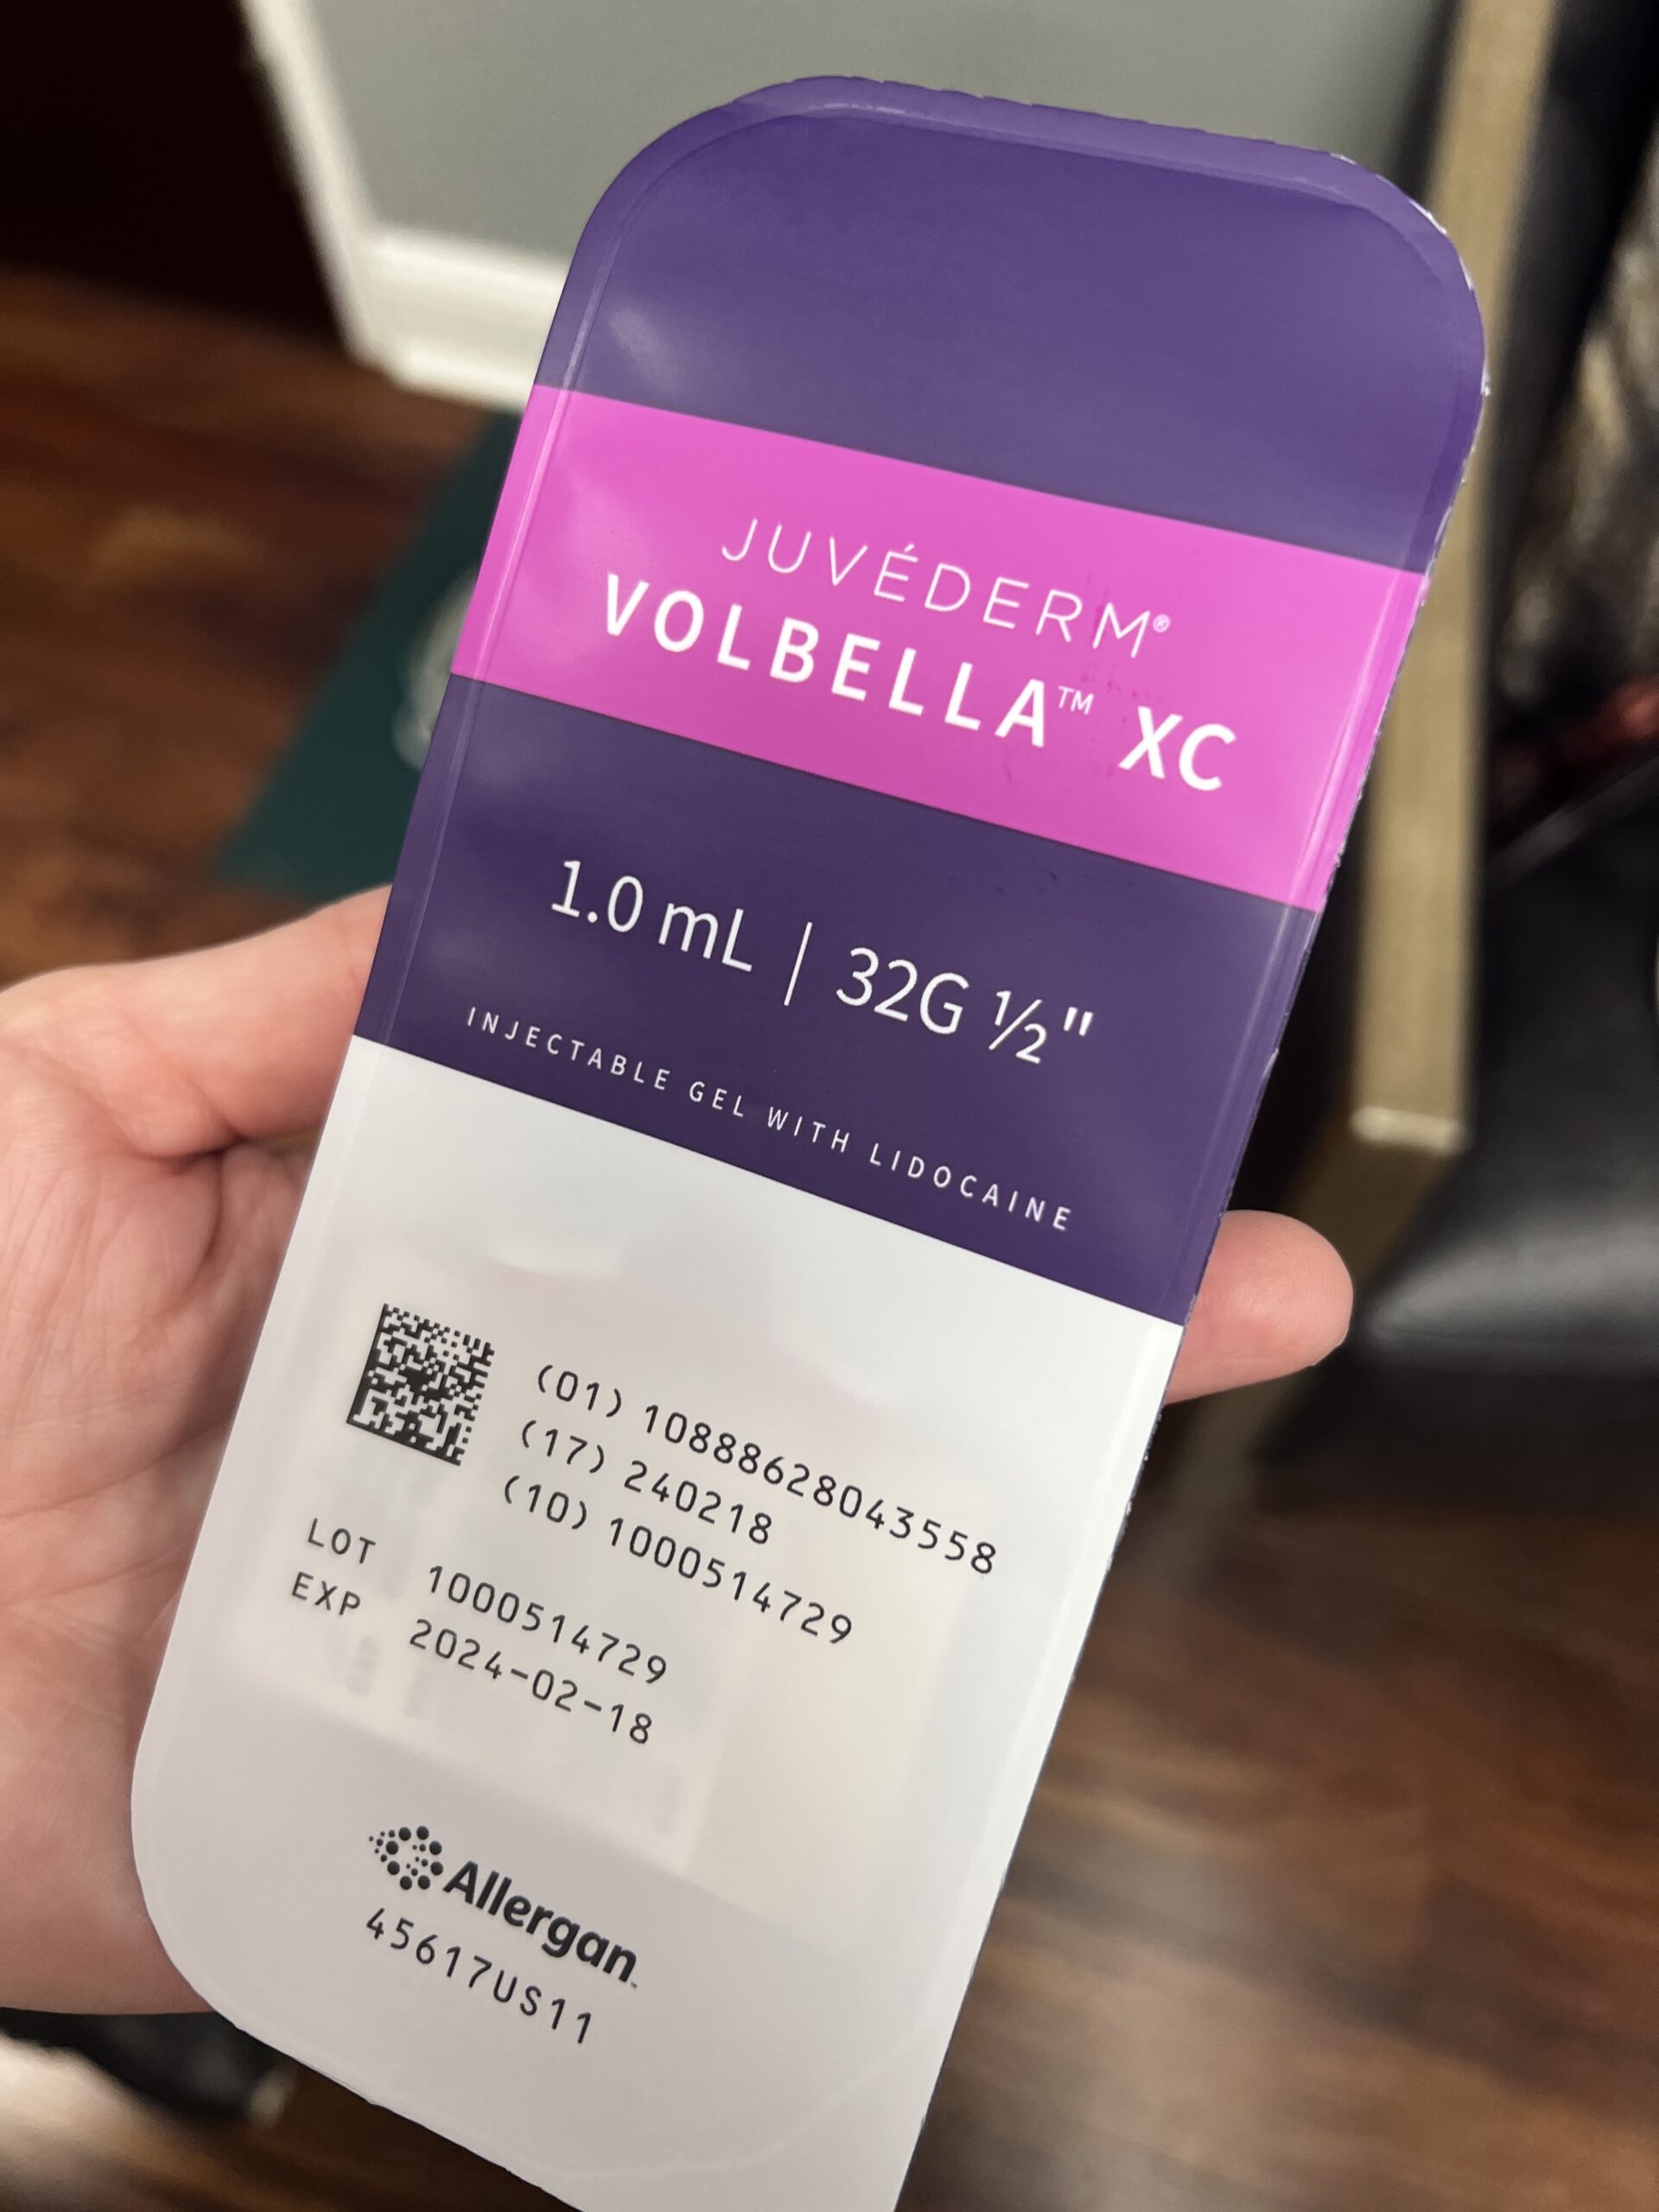 JUVÉDERM®
VOLBELLA™ XC
1.0 mL | 32G ½"
INJECTABLE GEL WITH LIDOCAINE
(01) 10888628043558
(17) 240218
(10) 1000514729
LOT 1000514729
EXP 2024-02-18
Allergan™
45617US11